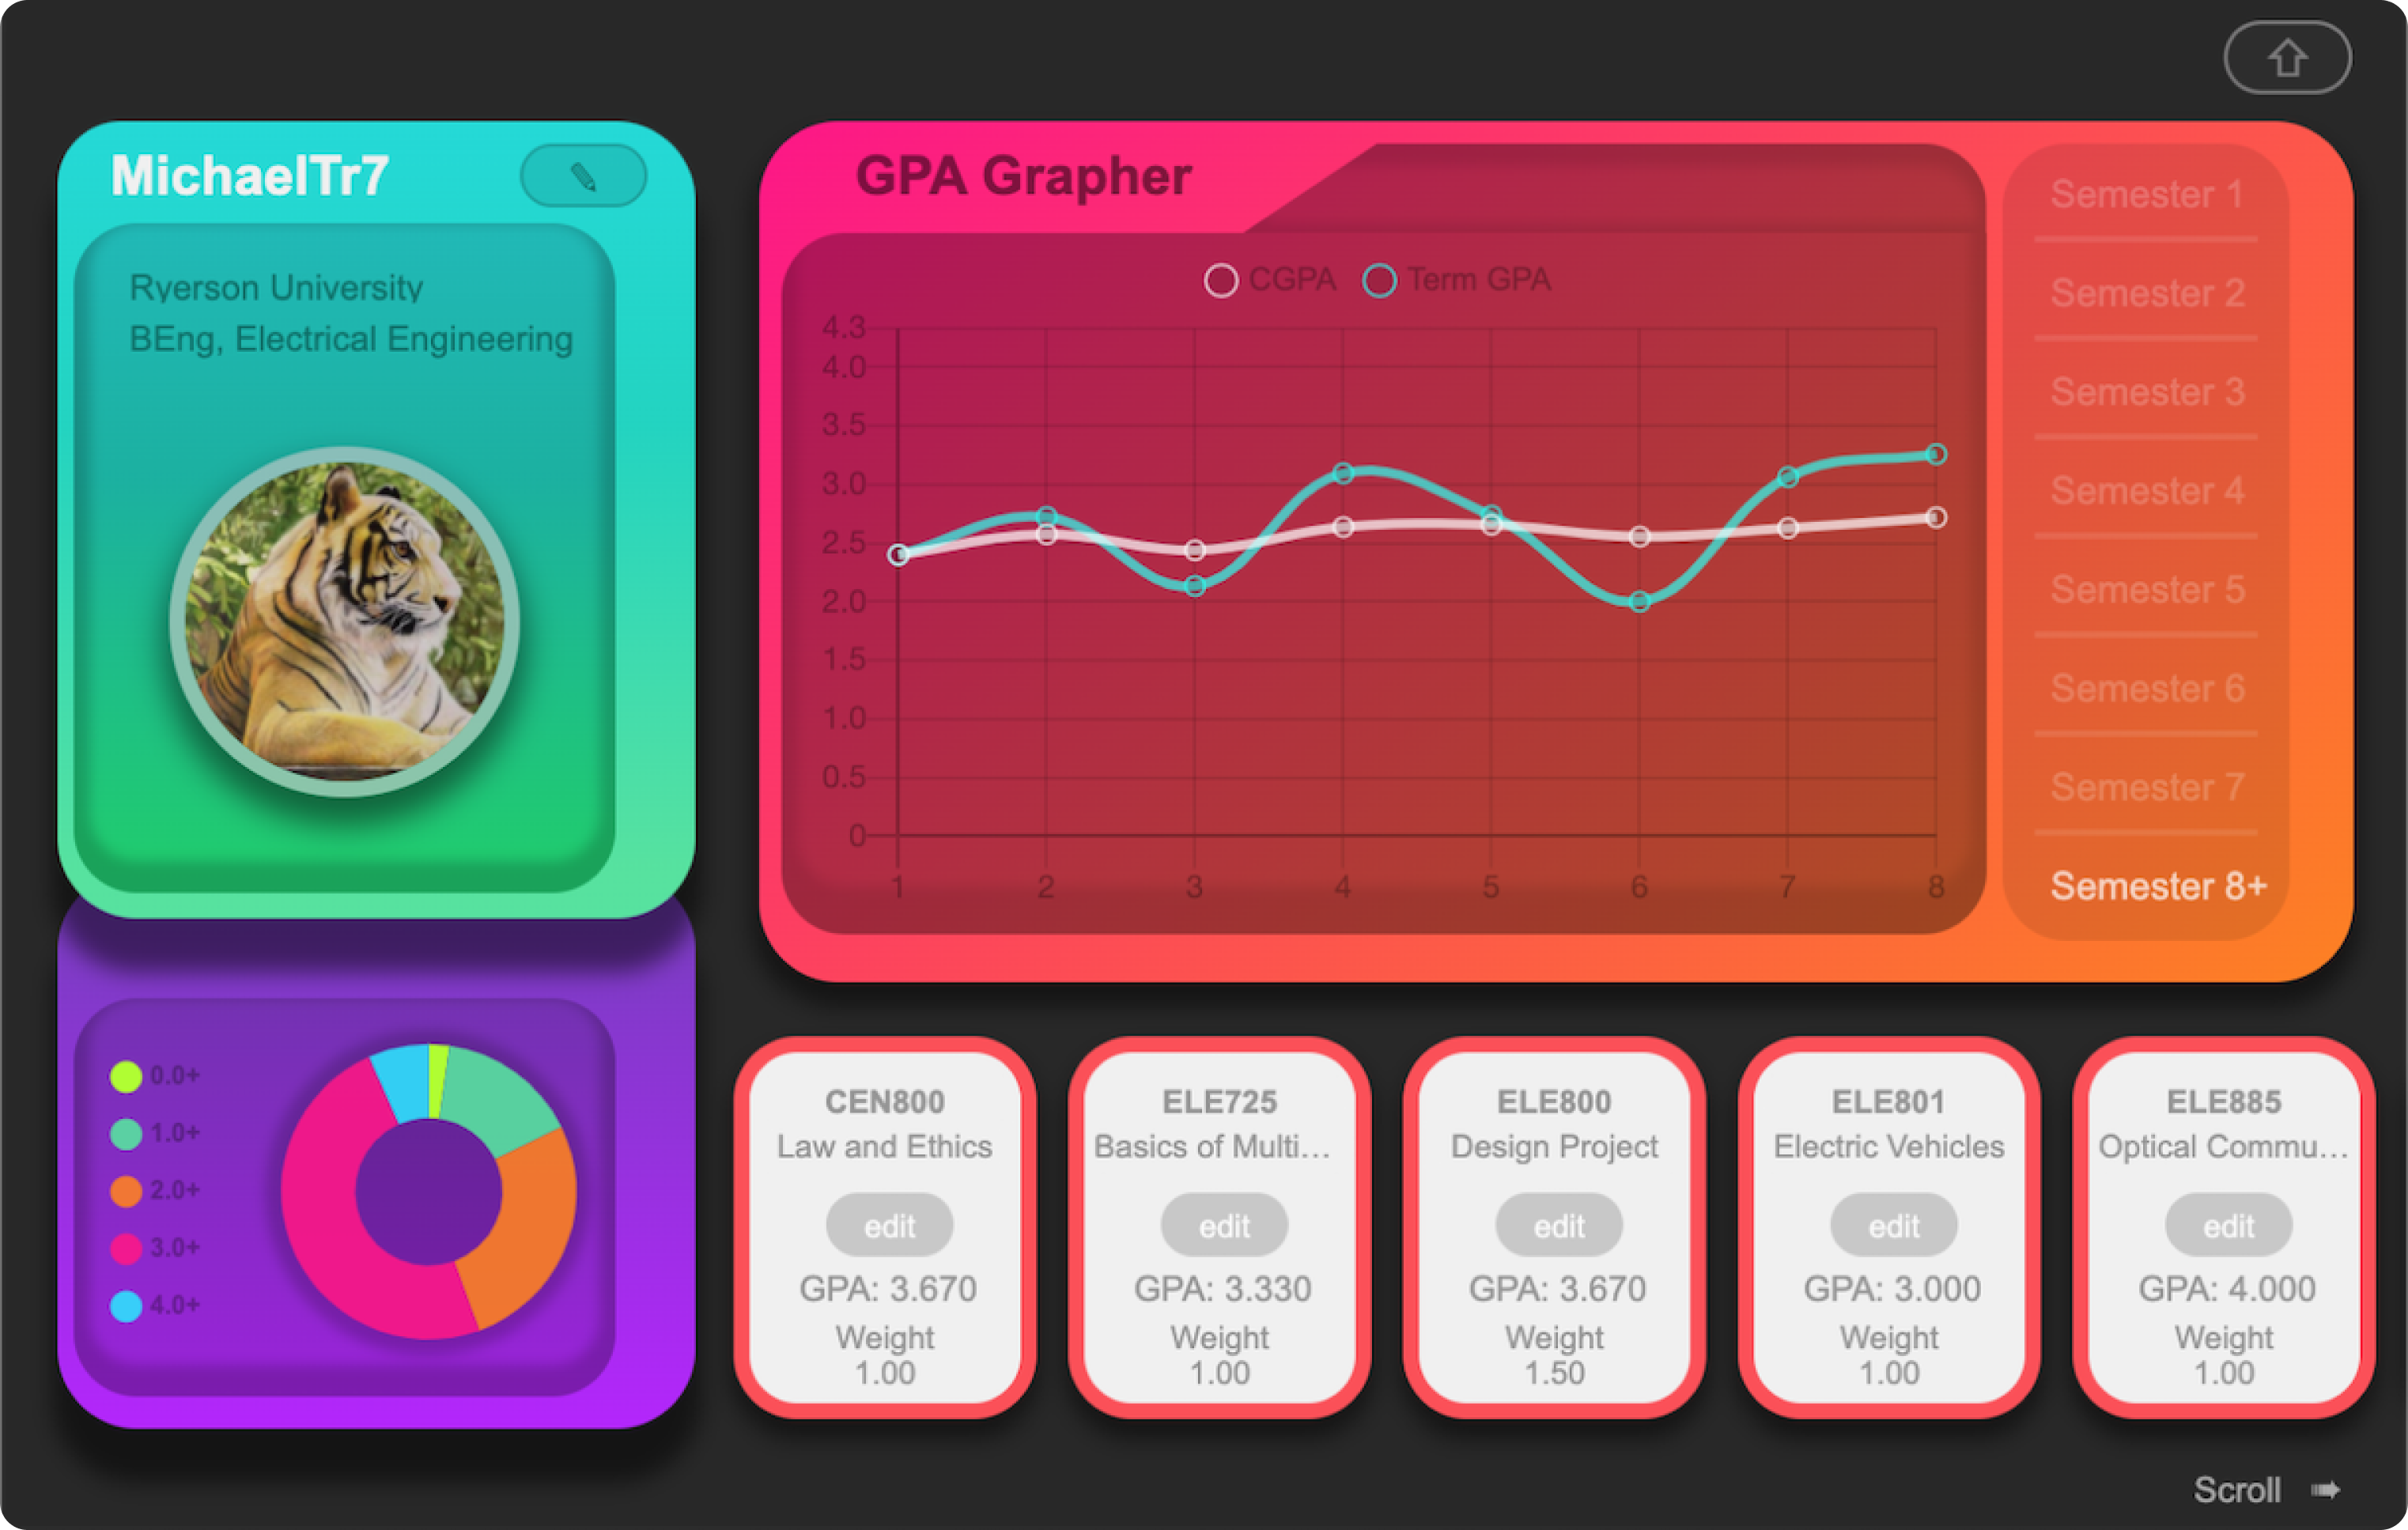 MichaelTr7
Ryerson University
BEng, Electrical Engineering
0.0+
1.0+
2.0+
3.0+
4.0+
GPA Grapher
CGPA Term GPA
4.3
4.0
3.5
3.0
2.5
2.0
1.5
1.0
0.5
0
1 2 3 4 5 6 7 8
Semester 1
Semester 2
Semester 3
Semester 4
Semester 5
Semester 6
Semester 7
Semester 8+
CEN800
Law and Ethics
edit
GPA: 3.670
Weight
1.00
ELE725
Basics of Multi...
edit
GPA: 3.330
Weight
1.00
ELE800
Design Project
edit
GPA: 3.670
Weight
1.50
ELE801
Electric Vehicles
edit
GPA: 3.000
Weight
1.00
ELE885
Optical Commu...
edit
GPA: 4.000
Weight
1.00
Scroll